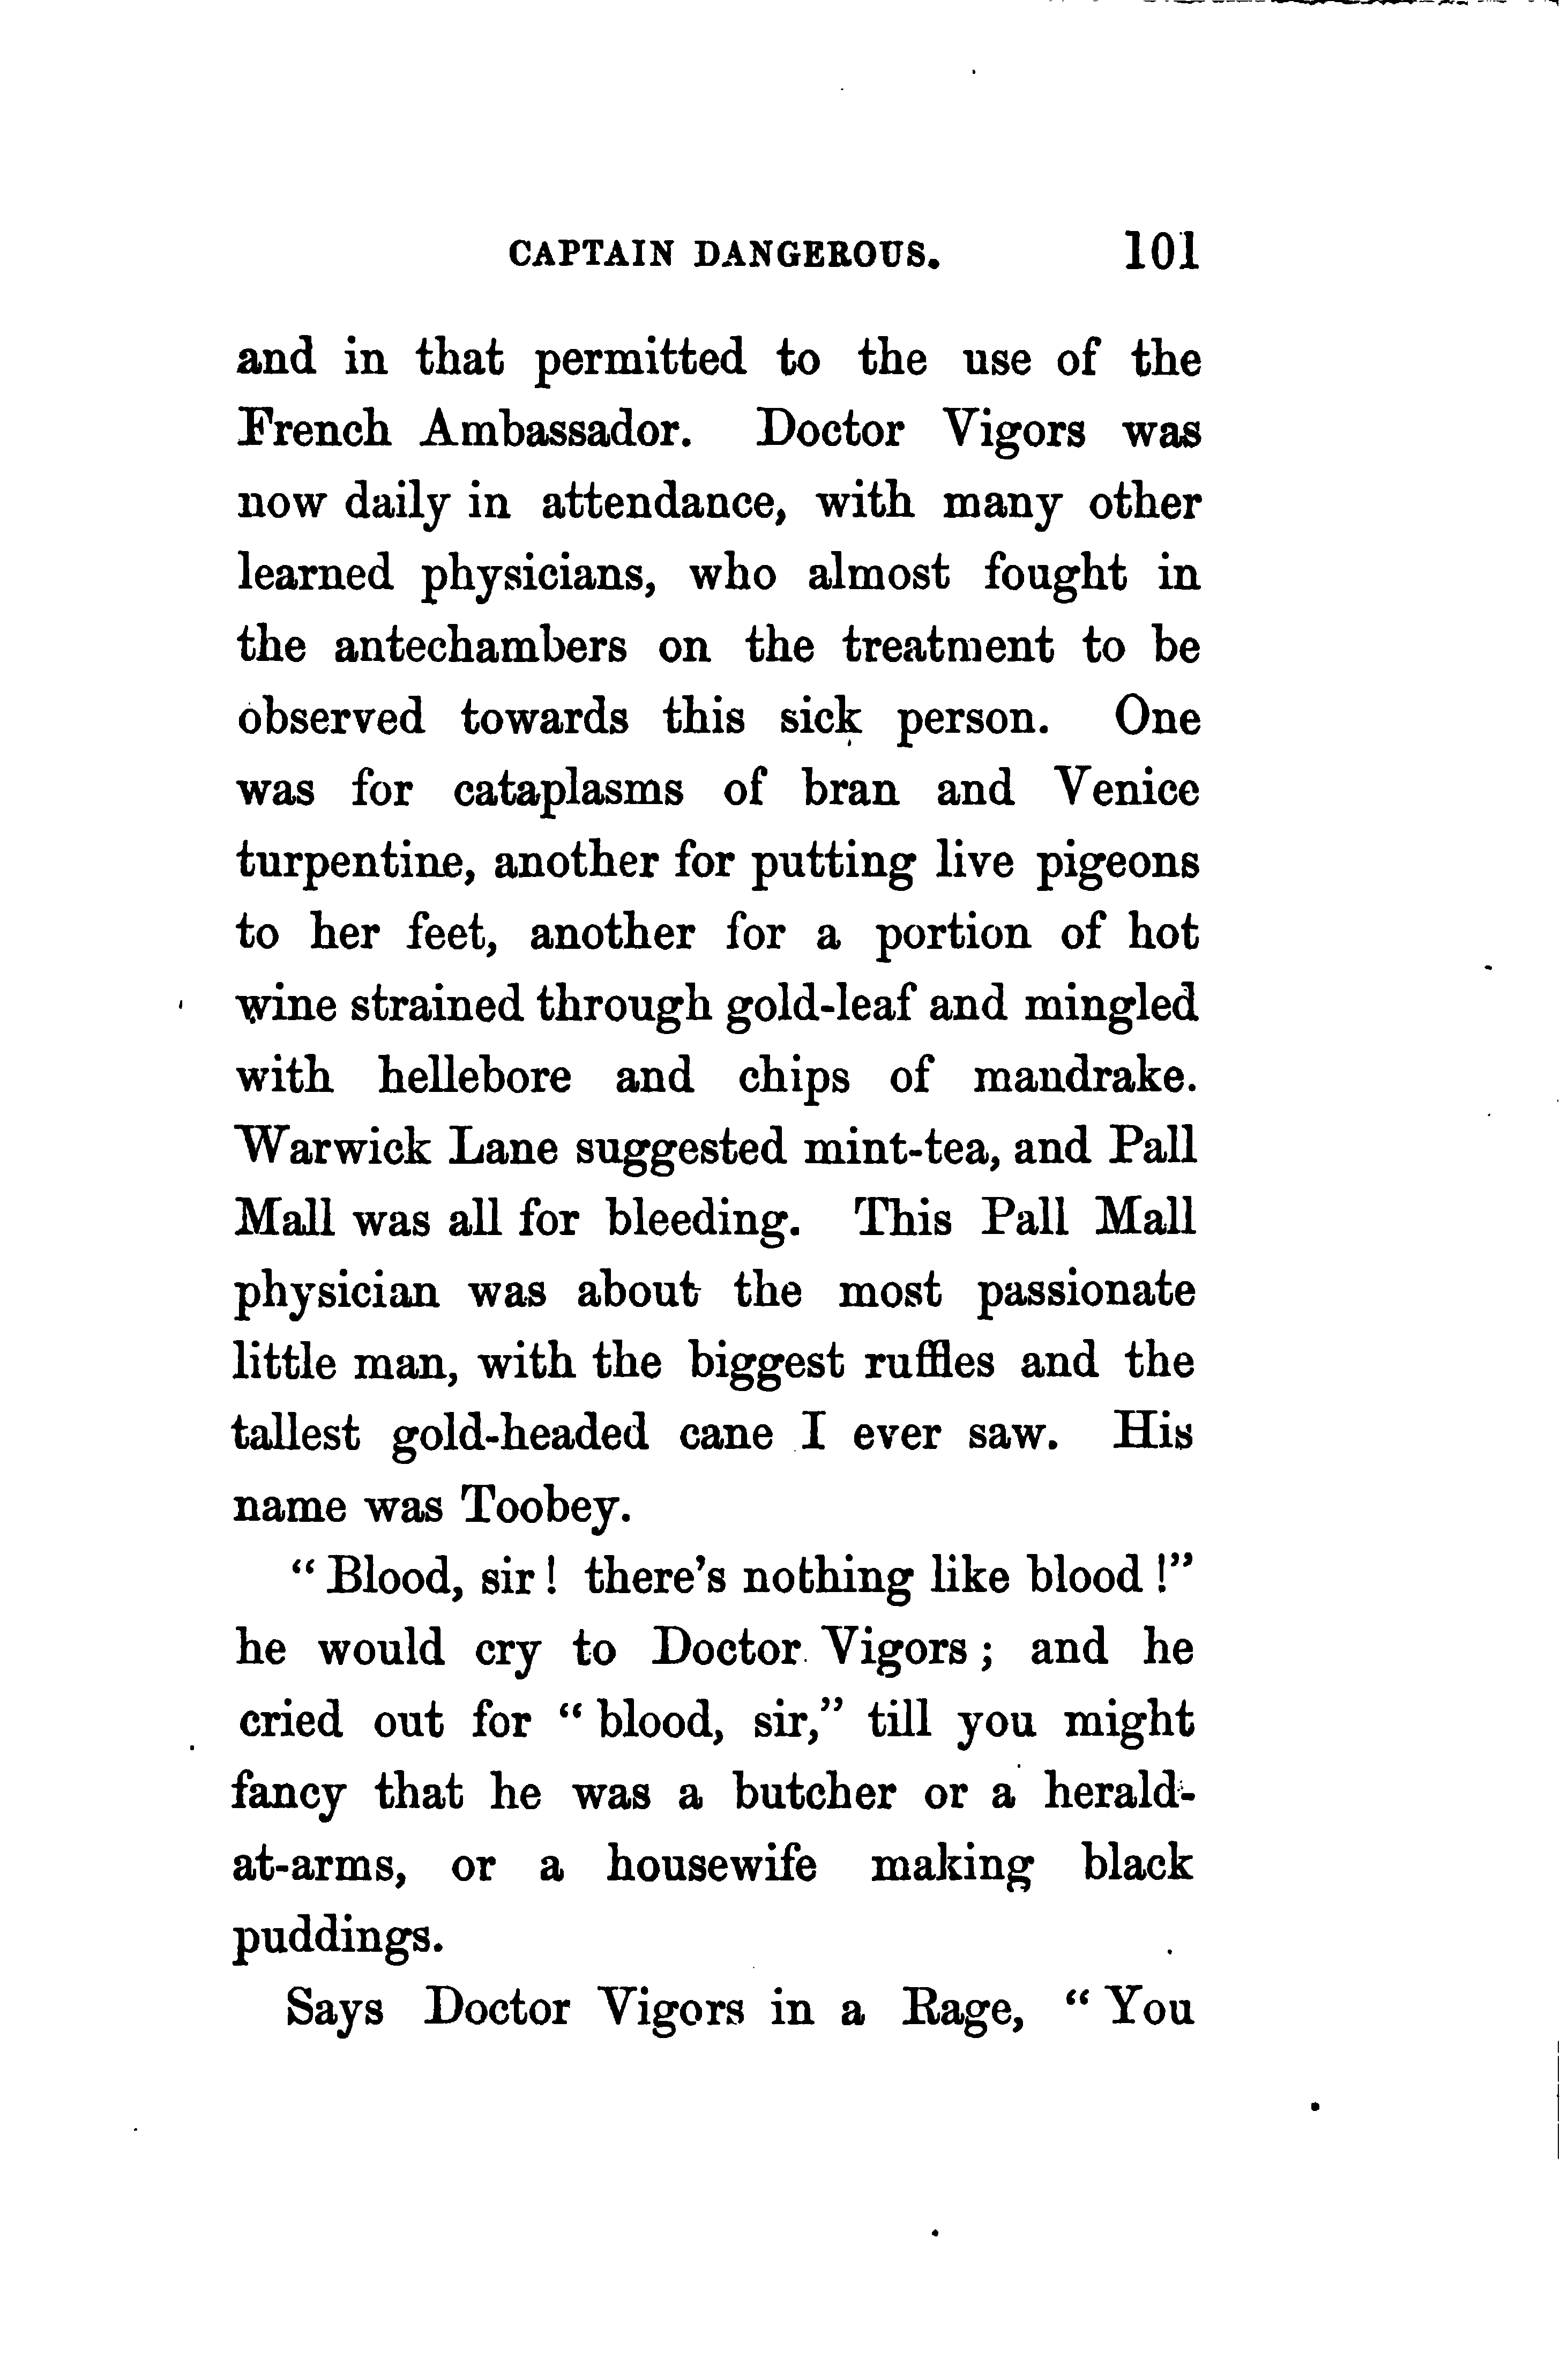 CAPTAIN DANGEROUS. 101
and in that permitted to the use of the
French Ambassador. Doctor Vigors was
now daily in attendance, with many other
learned physicians, who almost fought in
the antechambers on the treatment to be
observed towards this sick person. One
was for cataplasms of bran and Venice
turpentine, another for putting live pigeons
to her feet, another for a portion of hot
wine strained through gold-leaf and mingled
with hellebore and chips of mandrake.
Warwick Lane suggested mint-tea, and Pall
Mall was all for bleeding. This Pall Mall
physician was about the most passionate
little man, with the biggest ruffles and the
tallest gold-headed cane I ever saw. His
name was Toobey.
“Blood, sir! there's nothing like blood!”
he would cry to Doctor Vigors; and he
cried out for “blood, sir,” till you might
fancy that he was a butcher or a herald-
at-arms, or a housewife making black
puddings.
Says Doctor Vigors in a Rage, “You